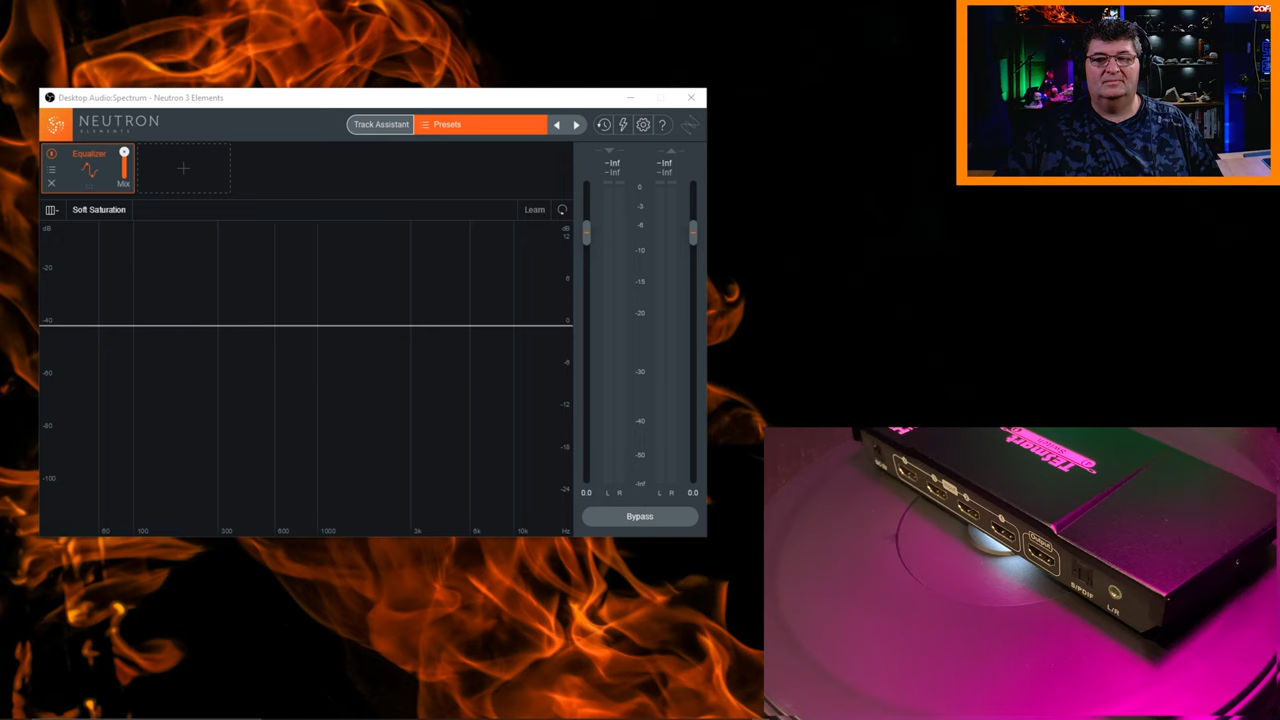 Desktop Audio:Spectrum - Neutron 3 Elements
NEUTRON
ELEMENTS
Track Assistant
Presets
?
Equalizer
Mix
+
Soft Saturation
Learn
-Inf
-Inf
-Inf
-Inf
dB
-20
-40
-60
-80
-100
dB
12
6
0
-6
-12
-18
-24
0
-3
-6
-10
-15
-20
-30
-40
-50
-Inf
60
100
300
600
1000
3k
6k
10k
Hz
0.0
L R
L R
0.0
Bypass
TESmart
Switch
Output
S/PDIF
L/R